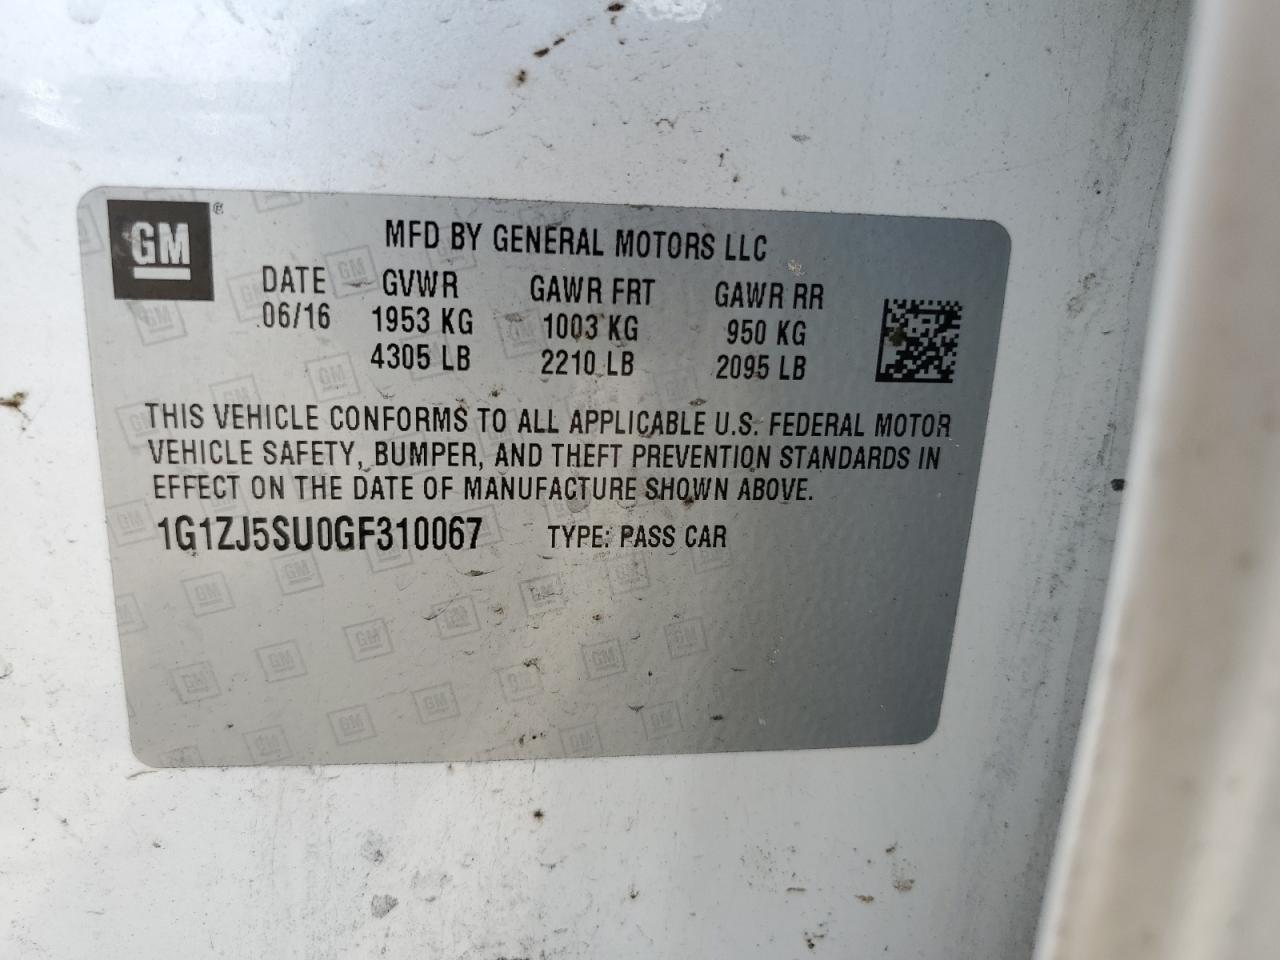 GM
MFD BY GENERAL MOTORS LLC
DATE GVWR GAWR FRT GAWR RR
06/16 1953 KG 1003 KG 950 KG
4305 LB 2210 LB 2095 LB
THIS VEHICLE CONFORMS TO ALL APPLICABLE U.S. FEDERAL MOTOR
VEHICLE SAFETY, BUMPER, AND THEFT PREVENTION STANDARDS IN
EFFECT ON THE DATE OF MANUFACTURE SHOWN ABOVE.
1G1ZJ5SU0GF310067 TYPE: PASS CAR